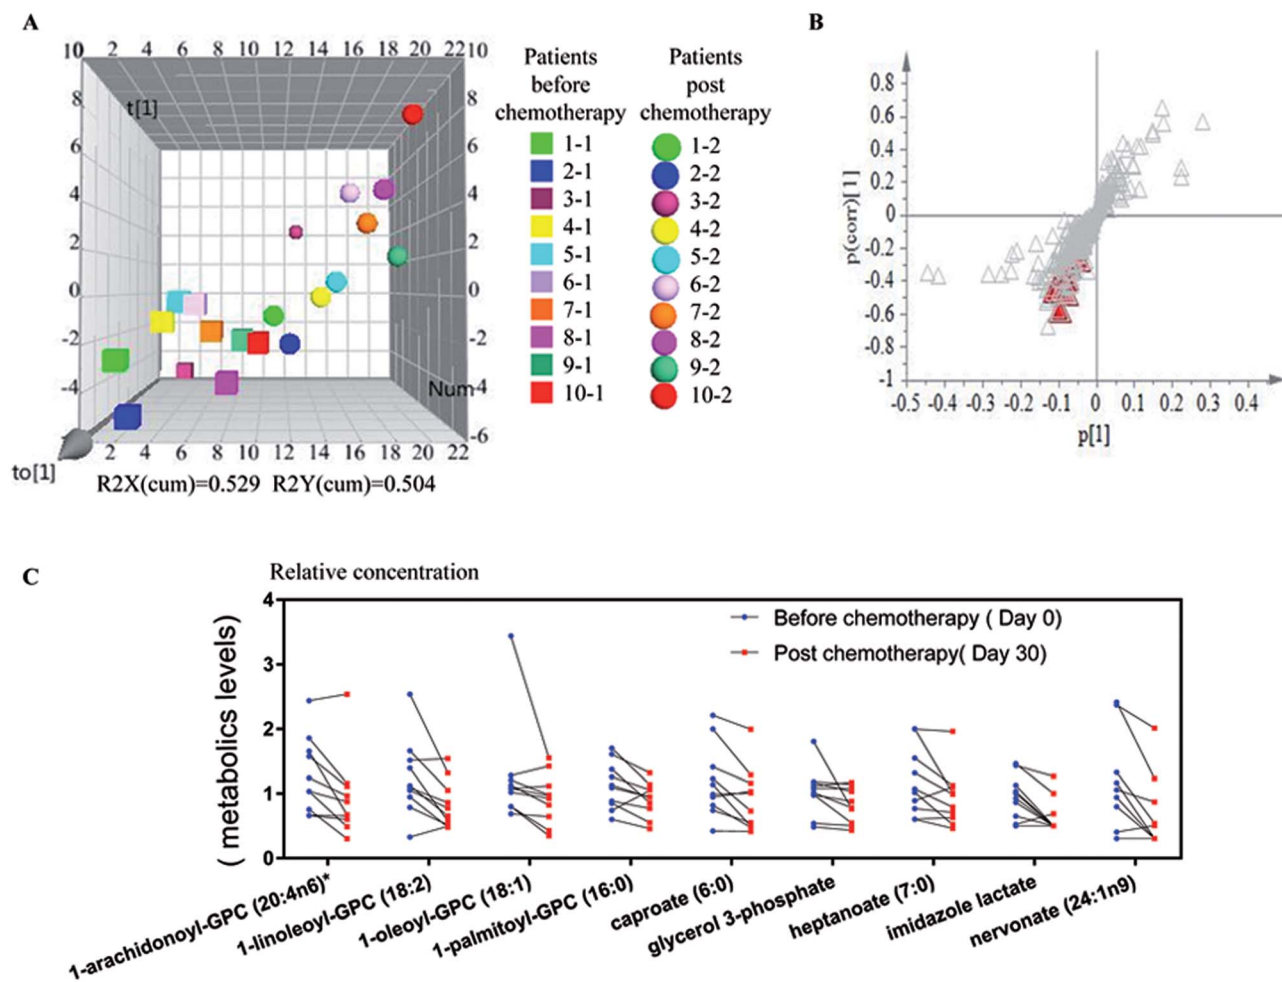 A
10 2 4 6 8 10 12 14 16 18 20 22 10
8 8
6 6
4 4
2 2
0 0
-2 -2
-4 -4
-6
t[1]
Num
to[1]
2 4 6 8 10 12 14 16 18 20 22
R2X(cum)=0.529 R2Y(cum)=0.504
Patients
before
chemotherapy
1-1
2-1
3-1
4-1
5-1
6-1
7-1
8-1
9-1
10-1
Patients
post
chemotherapy
1-2
2-2
3-2
4-2
5-2
6-2
7-2
8-2
9-2
10-2
B
p(corr)[1]
0.8
0.6
0.4
0.2
0
-0.2
-0.4
-0.6
-0.8
-1
-0.5 -0.4 -0.3 -0.2 -0.1 0 0.1 0.2 0.3 0.4
p[1]
C
Relative concentration
( metabolics levels)
4
3
2
1
0
Before chemotherapy ( Day 0)
Post chemotherapy( Day 30)
1-arachidonoyl-GPC (20:4n6)*
1-linoleoyl-GPC (18:2)
1-oleoyl-GPC (18:1)
1-palmitoyl-GPC (16:0)
caproate (6:0)
glycerol 3-phosphate
heptanoate (7:0)
imidazole lactate
nervonate (24:1n9)